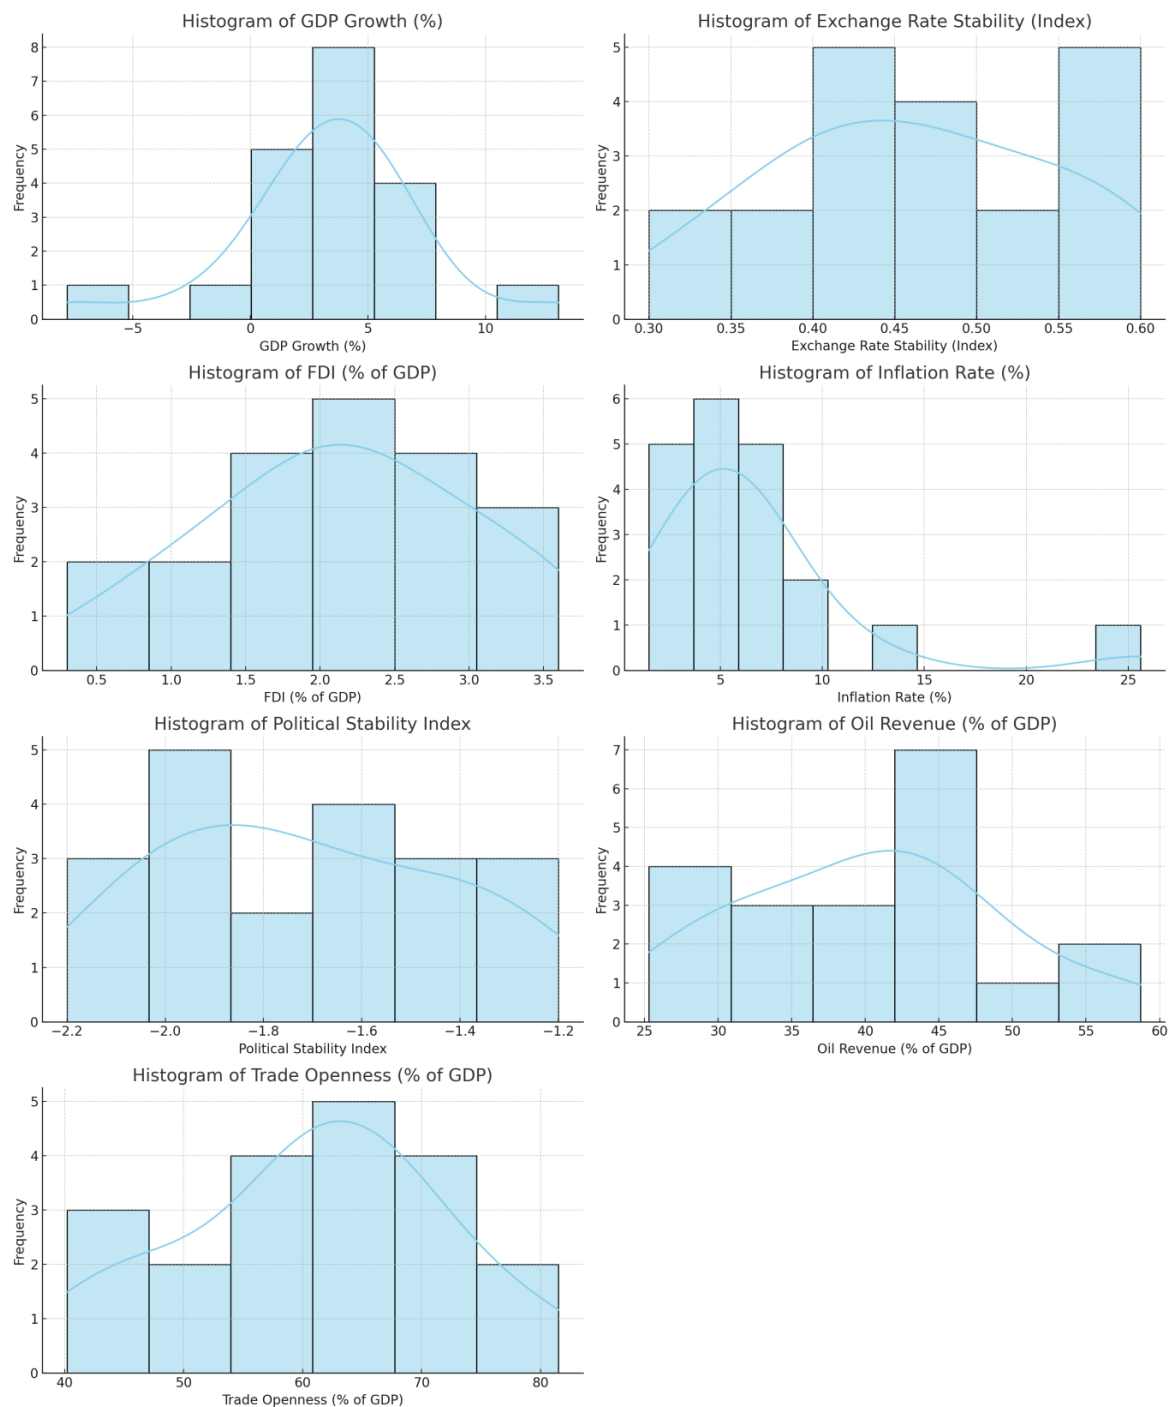 Histogram of GDP Growth (%)
8
7
6
5
4
3
2
1
0
Frequency
−5 0 5 10
GDP Growth (%)
Histogram of Exchange Rate Stability (Index)
5
4
3
2
1
0
Frequency
0.30 0.35 0.40 0.45 0.50 0.55 0.60
Exchange Rate Stability (Index)
Histogram of FDI (% of GDP)
5
4
3
2
1
0
Frequency
0.5 1.0 1.5 2.0 2.5 3.0 3.5
FDI (% of GDP)
Histogram of Inflation Rate (%)
6
5
4
3
2
1
0
Frequency
5 10 15 20 25
Inflation Rate (%)
Histogram of Political Stability Index
5
4
3
2
1
0
Frequency
−2.2 −2.0 −1.8 −1.6 −1.4 −1.2
Political Stability Index
Histogram of Oil Revenue (% of GDP)
7
6
5
4
3
2
1
0
Frequency
25 30 35 40 45 50 55 60
Oil Revenue (% of GDP)
Histogram of Trade Openness (% of GDP)
5
4
3
2
1
0
Frequency
40 50 60 70 80
Trade Openness (% of GDP)